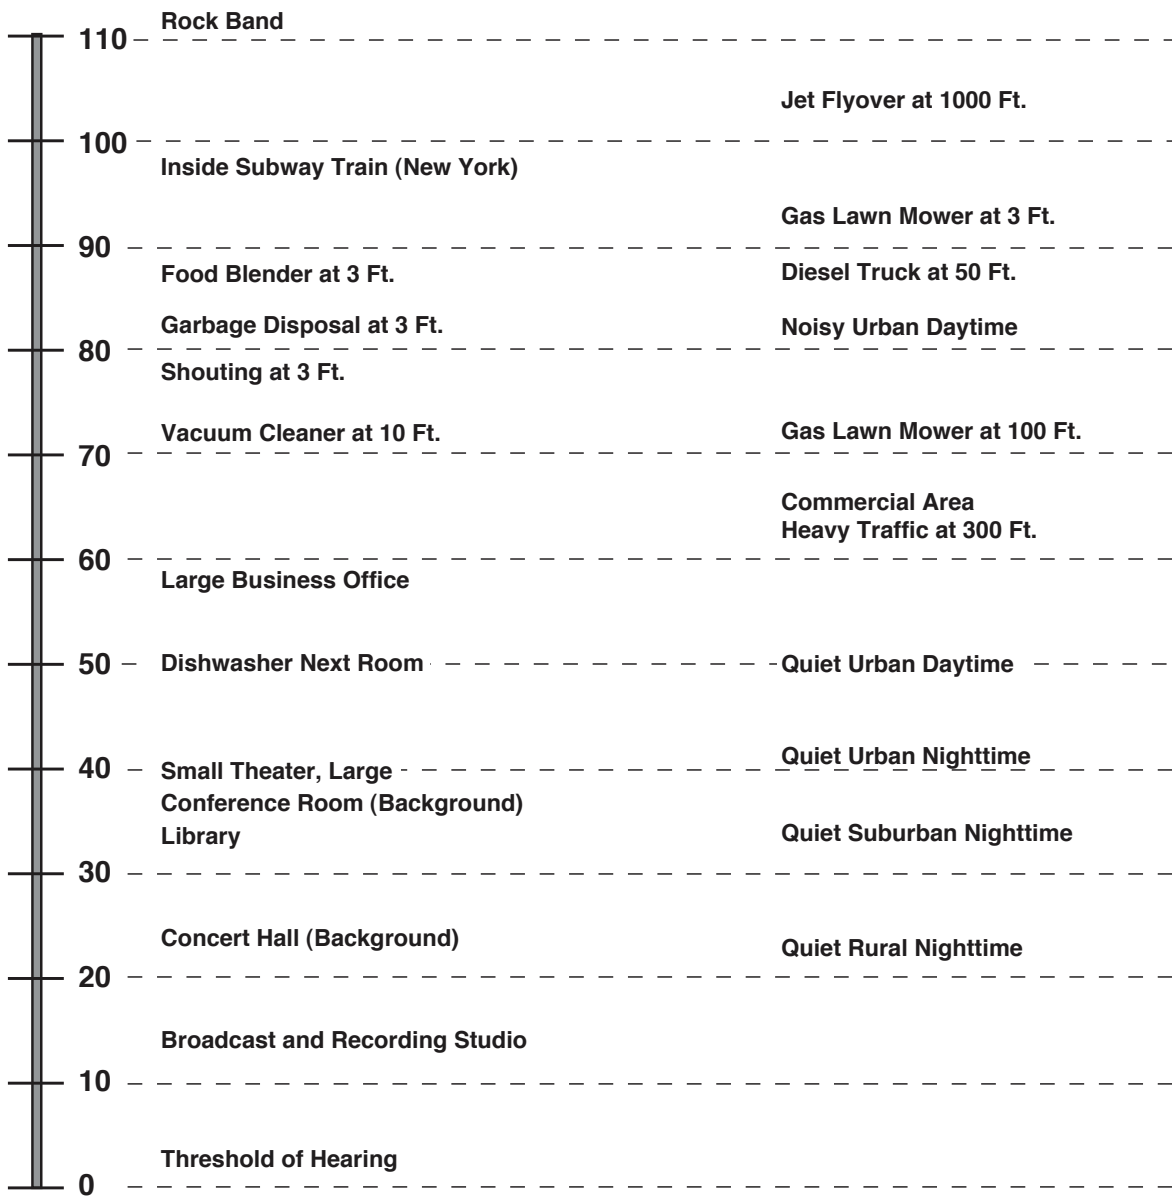 Rock Band
110
Jet Flyover at 1000 Ft.
100
Inside Subway Train (New York)
Gas Lawn Mower at 3 Ft.
90
Food Blender at 3 Ft.
Diesel Truck at 50 Ft.
Garbage Disposal at 3 Ft.
Noisy Urban Daytime
80
Shouting at 3 Ft.
Vacuum Cleaner at 10 Ft.
Gas Lawn Mower at 100 Ft.
70
Commercial Area
Heavy Traffic at 300 Ft.
60
Large Business Office
50
Dishwasher Next Room
Quiet Urban Daytime
Quiet Urban Nighttime
40
Small Theater, Large
Conference Room (Background)
Library
Quiet Suburban Nighttime
30
Concert Hall (Background)
Quiet Rural Nighttime
20
Broadcast and Recording Studio
10
Threshold of Hearing
0